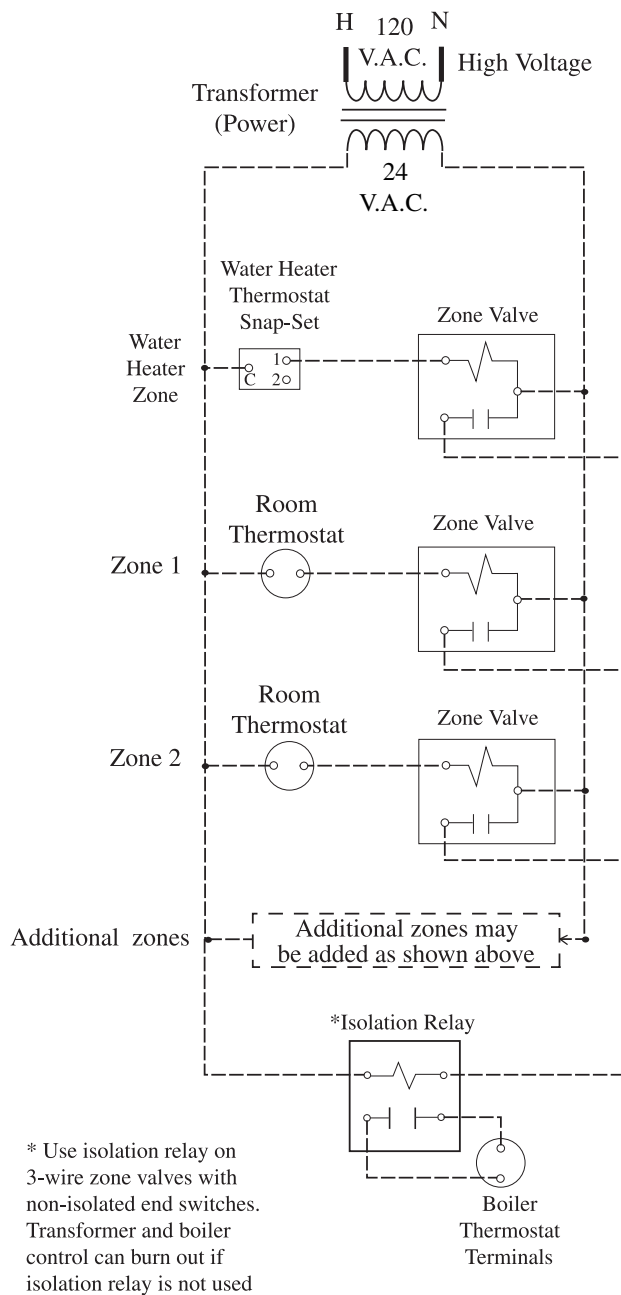 H 120 N
V.A.C.
High Voltage
Transformer
(Power)
24
V.A.C.
Water Heater
Thermostat
Snap-Set
Zone Valve
Water
Heater
Zone
1
C 2
Room
Thermostat
Zone Valve
Zone 1
Room
Thermostat
Zone Valve
Zone 2
Additional zones
Additional zones may
be added as shown above
*Isolation Relay
* Use isolation relay on
3-wire zone valves with
non-isolated end switches.
Transformer and boiler
control can burn out if
isolation relay is not used
Boiler
Thermostat
Terminals